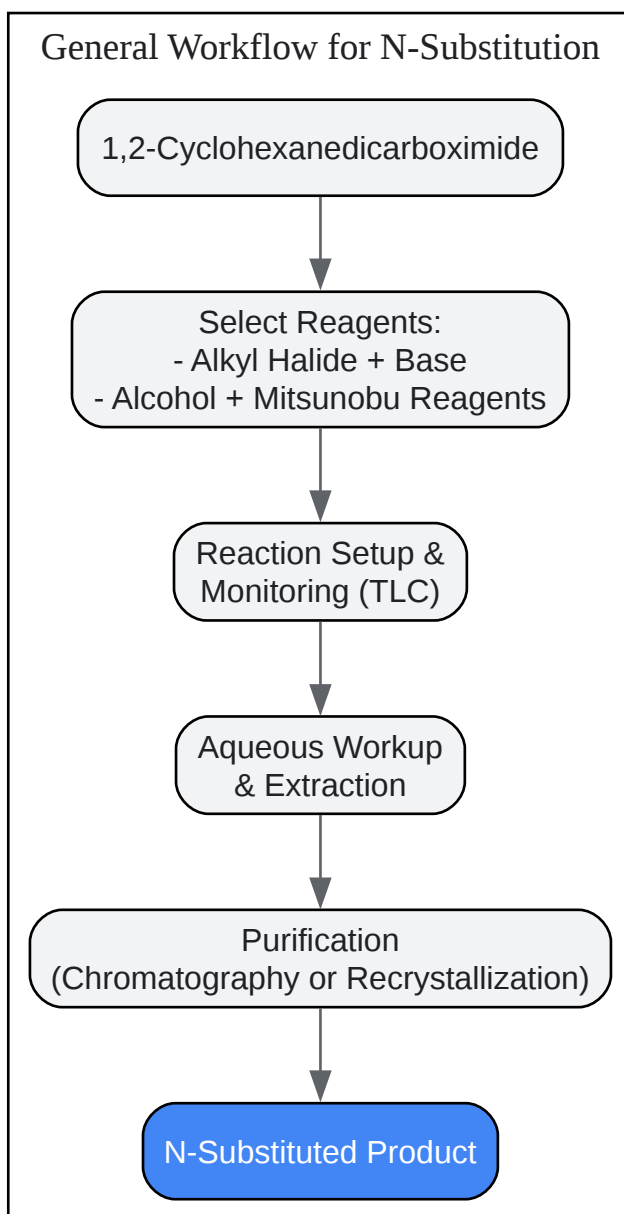 General Workflow for N-Substitution
1,2-Cyclohexanedicarboximide
Select Reagents:
- Alkyl Halide + Base
- Alcohol + Mitsunobu Reagents
Reaction Setup &
Monitoring (TLC)
Aqueous Workup
& Extraction
Purification
(Chromatography or Recrystallization)
N-Substituted Product